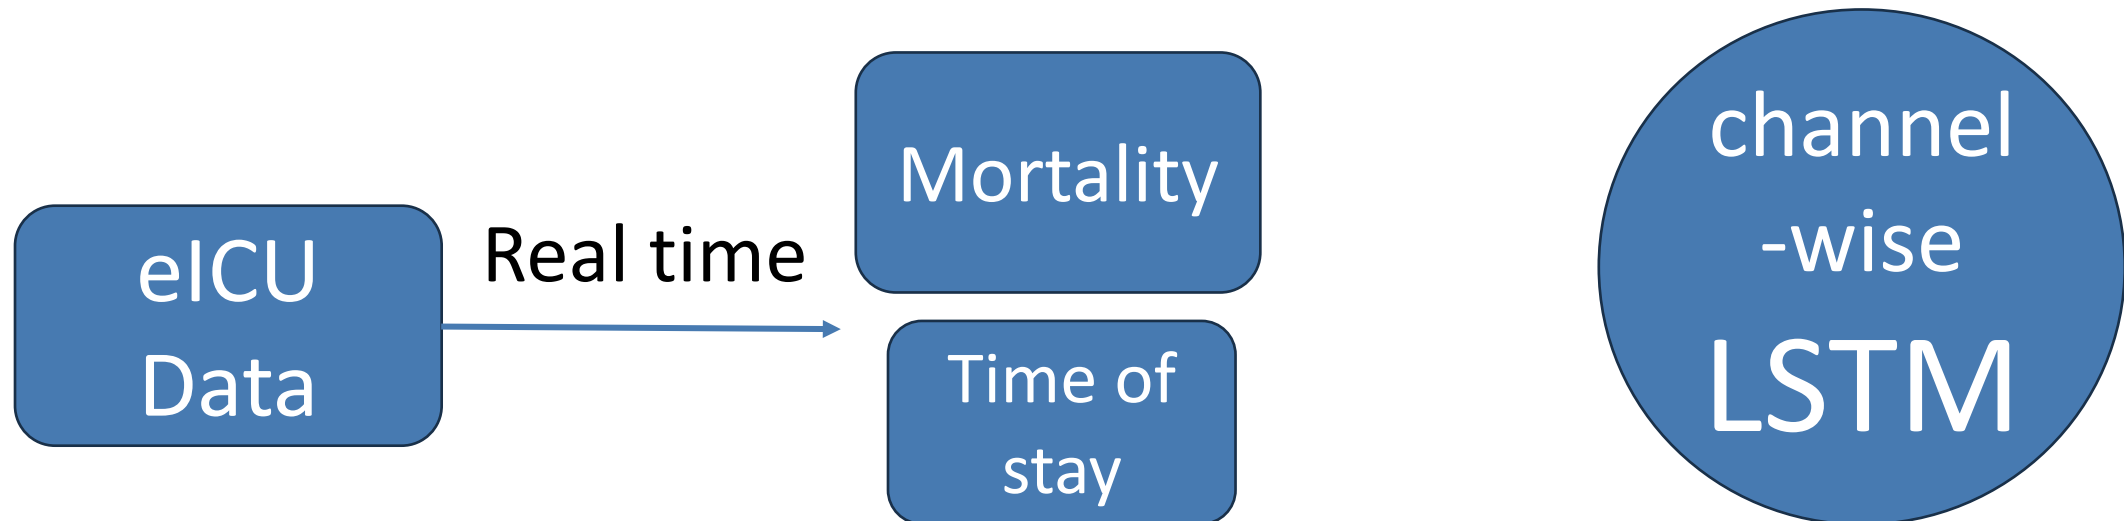 eICU
Data
Real time
Mortality
Time of
stay
channel
-wise
LSTM